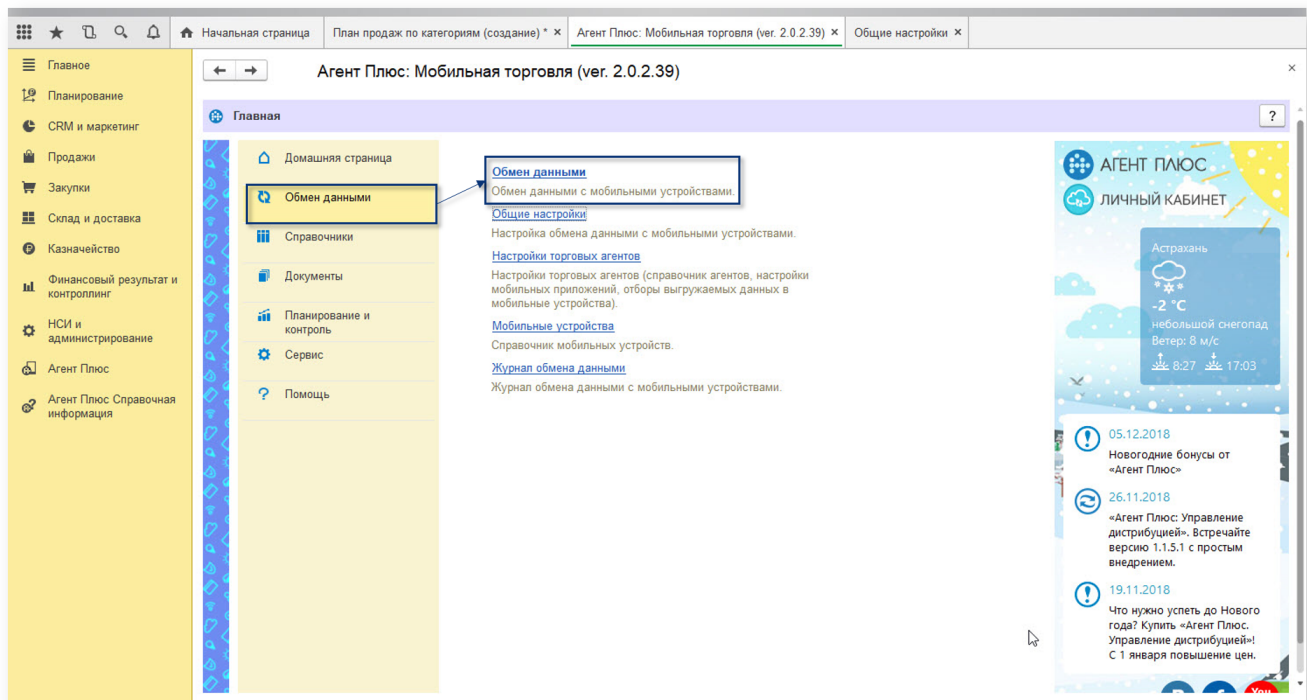 Начальная страница
План продаж по категориям (создание) * ×
Агент Плюс: Мобильная торговля (ver. 2.0.2.39) ×
Общие настройки ×
Главное
Планирование
CRM и маркетинг
Продажи
Закупки
Склад и доставка
Казначейство
Финансовый результат и
контроллинг
НСИ и
администрирование
Агент Плюс
Агент Плюс Справочная
информация
Агент Плюс: Мобильная торговля (ver. 2.0.2.39)
×
Главная
?
Домашняя страница
Обмен данными
Справочники
Документы
Планирование и
контроль
Сервис
Помощь
Обмен данными
Обмен данными с мобильными устройствами.
Общие настройки
Настройка обмена данными с мобильными устройствами.
Настройки торговых агентов
Настройки торговых агентов (справочник агентов, настройки
мобильных приложений, отборы выгружаемых данных в
мобильные устройства).
Мобильные устройства
Справочник мобильных устройств.
Журнал обмена данными
Журнал обмена данными с мобильными устройствами.
АГЕНТ ПЛЮС
ЛИЧНЫЙ КАБИНЕТ
Астрахань
-2 °C
небольшой снегопад
Ветер: 8 м/с
8:27 17:03
05.12.2018
Новогодние бонусы от
«Агент Плюс»
26.11.2018
«Агент Плюс: Управление
дистрибуцией». Встречайте
версию 1.1.5.1 с простым
внедрением.
19.11.2018
Что нужно успеть до Нового
года? Купить «Агент Плюс.
Управление дистрибуцией»!
С 1 января повышение цен.
You